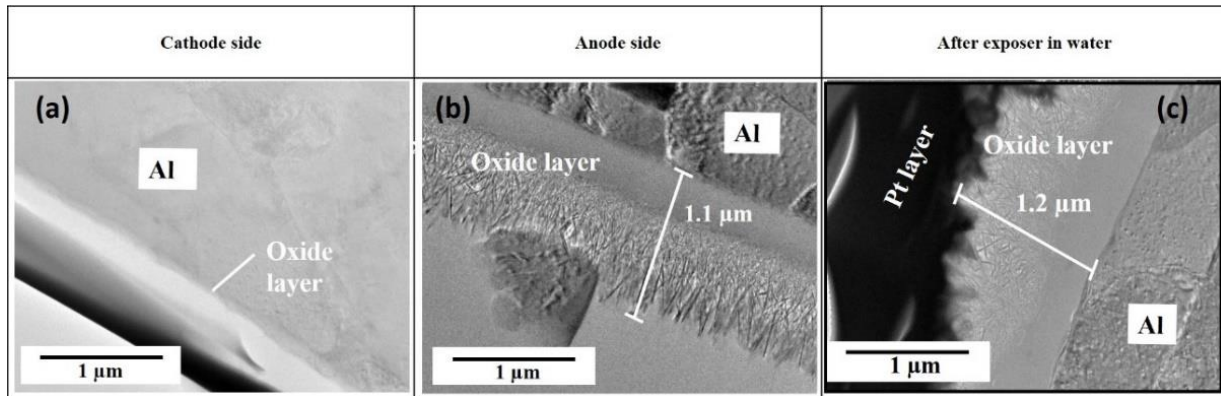 Cathode side
Anode side
After exposer in water
(a)
Al
Oxide
layer
1 µm
(b)
Al
Oxide layer
1.1 µm
1 µm
(c)
Pt layer
Oxide layer
1.2 µm
Al
1 µm